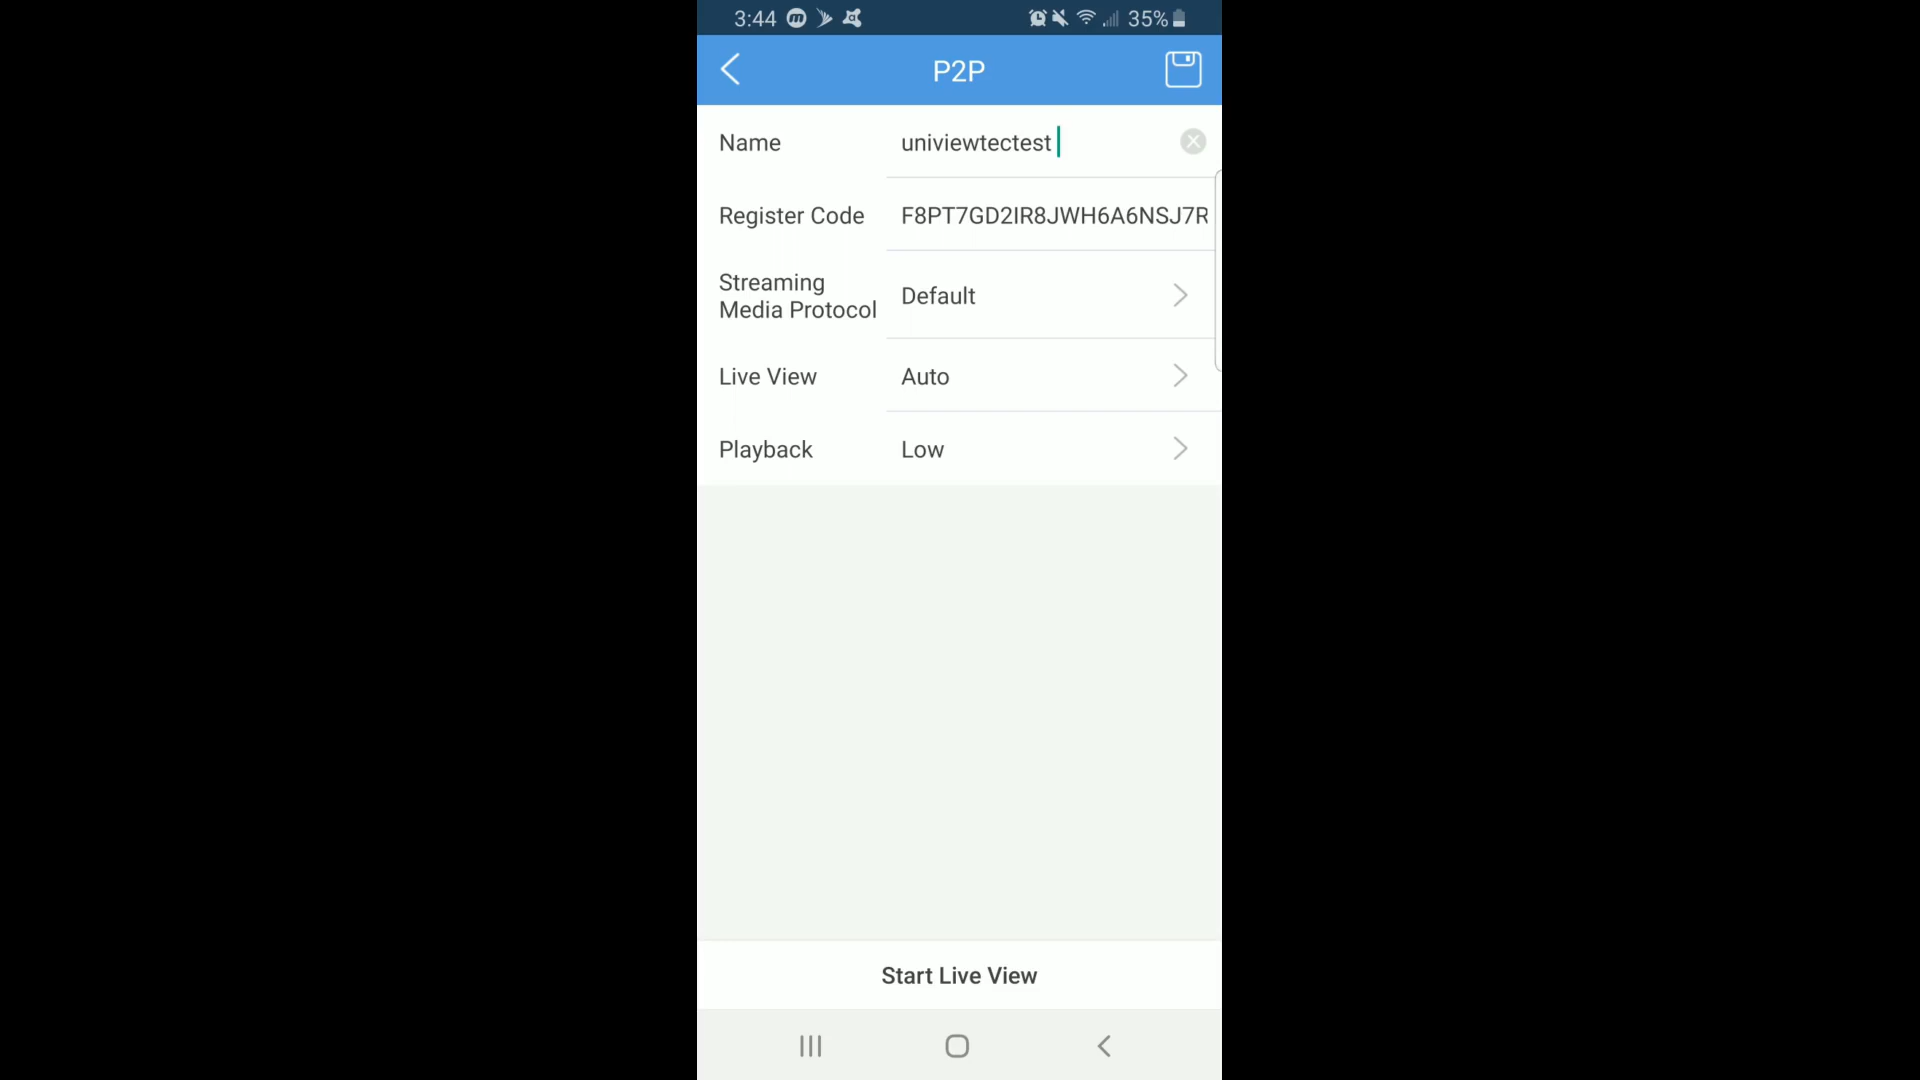 3:44 35%
P2P
Name univiewtectest
Register Code F8PT7GD2IR8JWH6A6NSJ7R
Streaming
Media Protocol
Default
Live View Auto
Playback Low
Start Live View